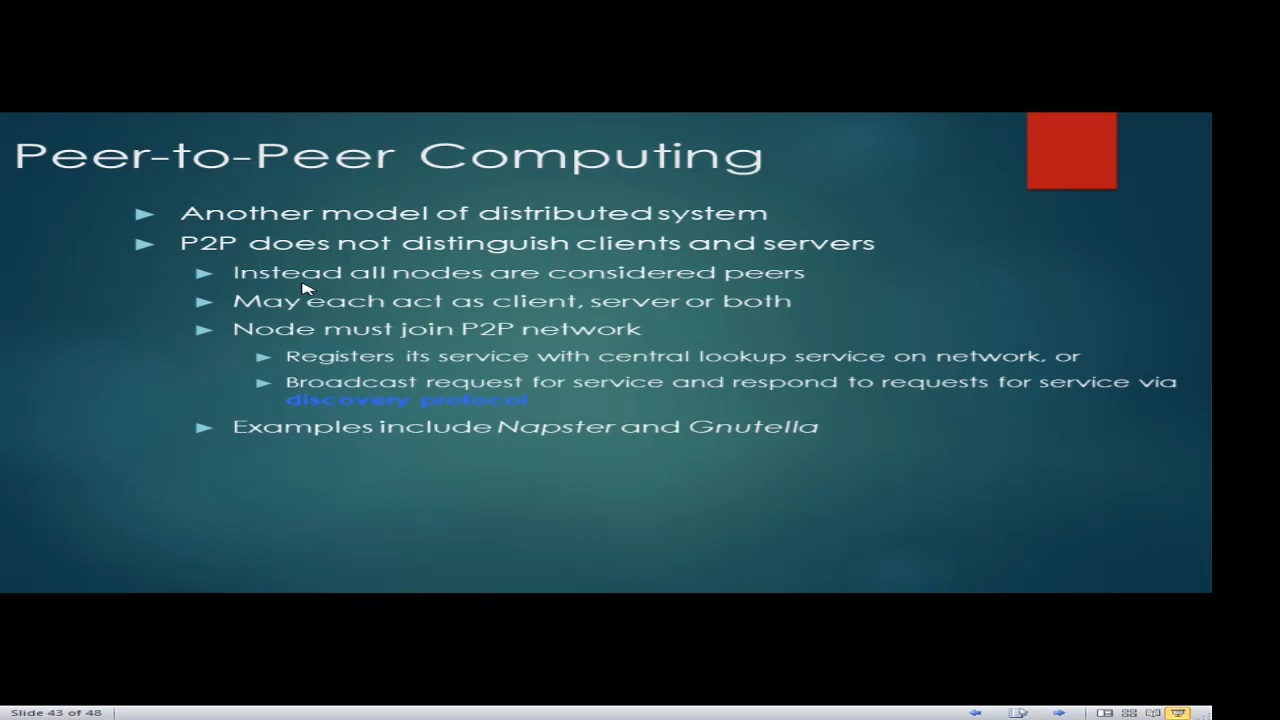 Peer-to-Peer Computing
Another model of distributed system
P2P does not distinguish clients and servers
Instead all nodes are considered peers
May each act as client, server or both
Node must join P2P network
Registers its service with central lookup service on network, or
Broadcast request for service and respond to requests for service via
discovery protocol
Examples include Napster and Gnutella
Slide 43 of 48